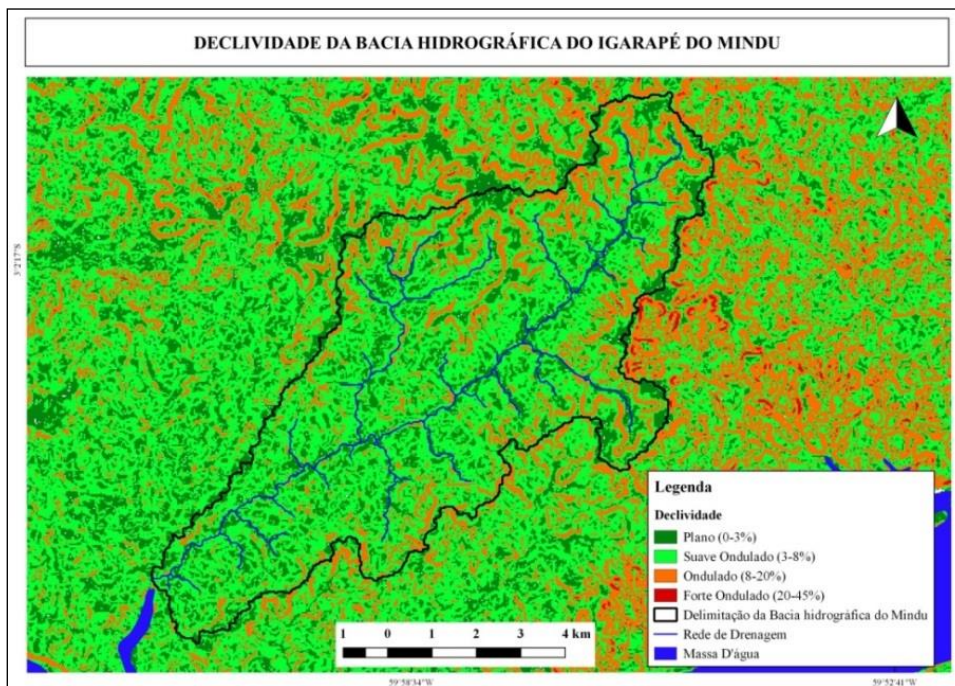 DECLIVIDADE DA BACIA HIDROGRÁFICA DO IGARAPÉ DO MINDU
3°2'17"S
Legenda
Declividade
Plano (0-3%)
Suave Ondulado (3-8%)
Ondulado (8-20%)
Forte Ondulado (20-45%)
Delimitação da Bacia hidrográfica do Mindu
Rede de Drenagem
Massa D'água
1 0 1 2 3 4 km
59°58'34"W 59°52'41"W